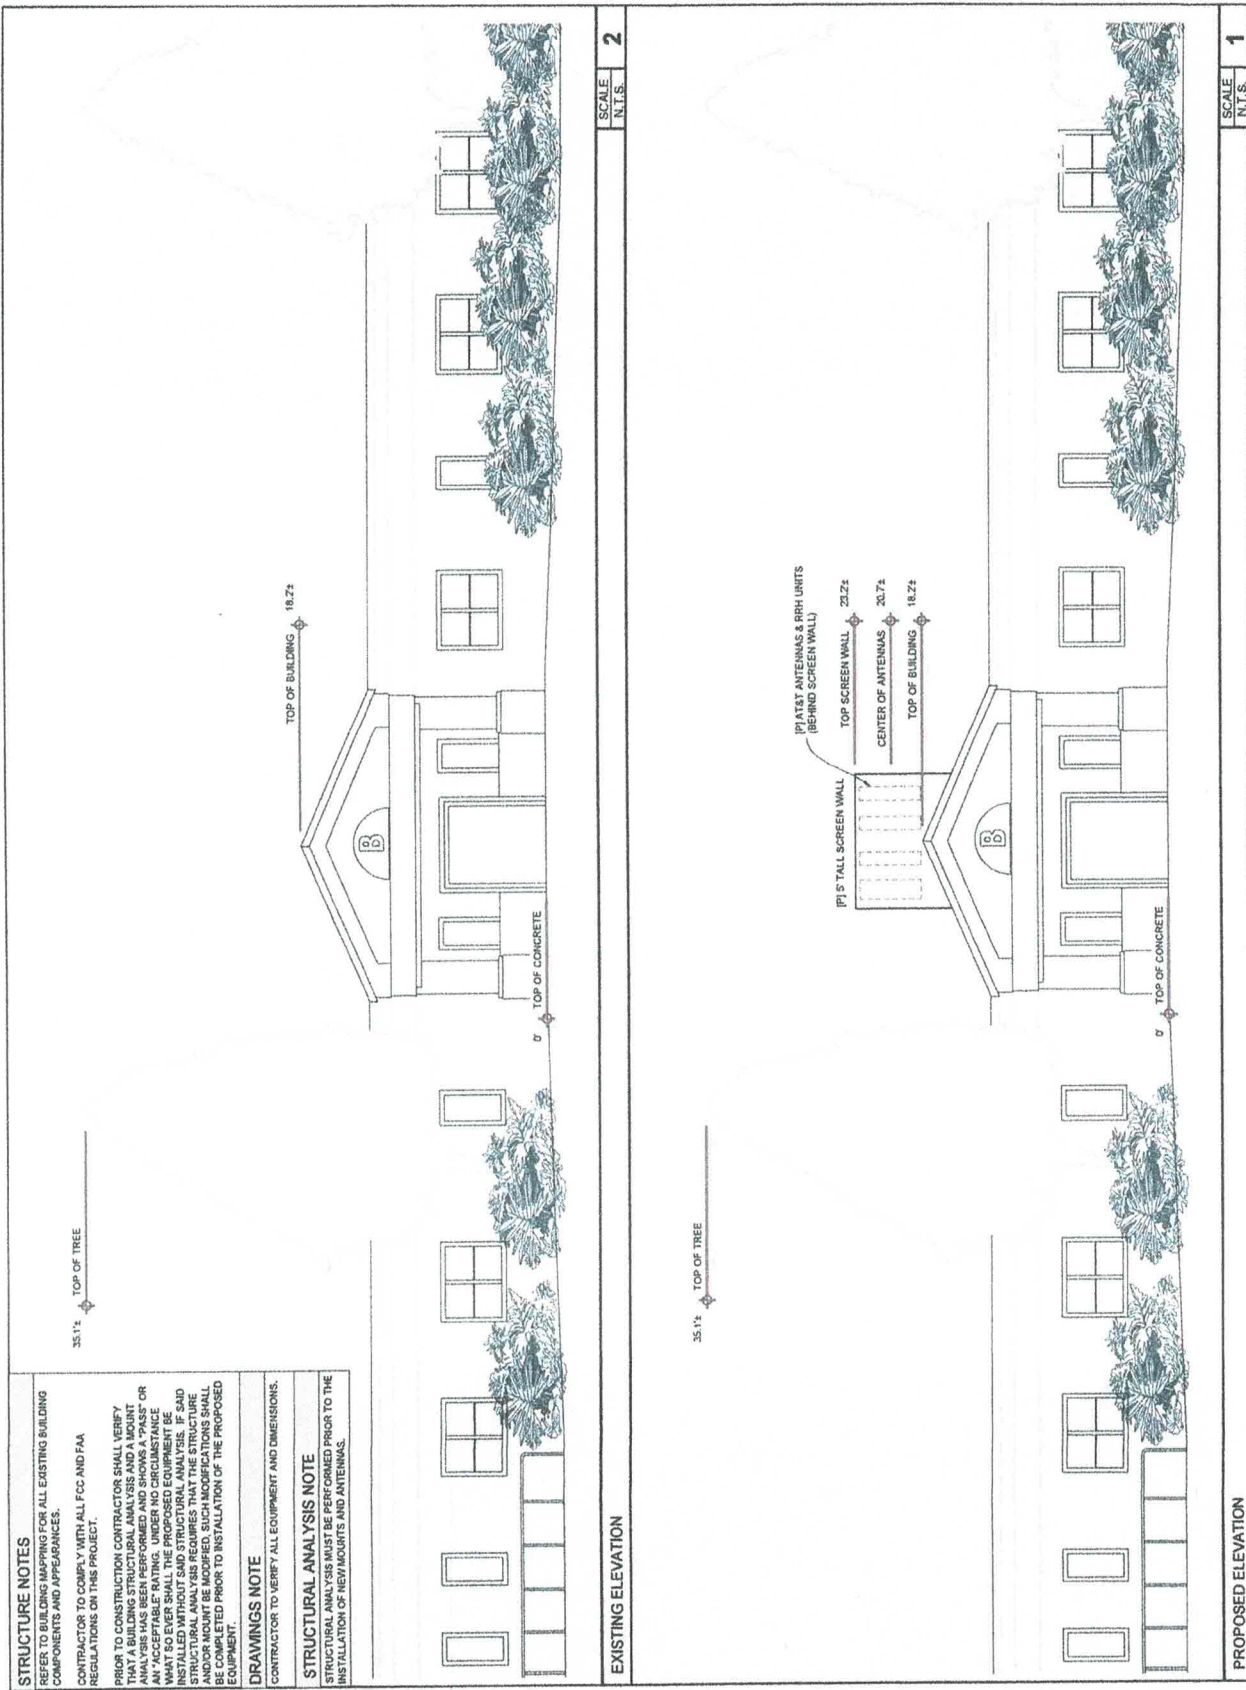 STRUCTURE NOTES
REFER TO BUILDING MAPPING FOR ALL EXISTING BUILDING
COMPONENTS AND APPEARANCES.
CONTRACTOR TO COMPLY WITH ALL FCC AND FAA
REGULATIONS ON THIS PROJECT.
PRIOR TO CONSTRUCTION CONTRACTOR SHALL VERIFY
THAT A BUILDING STRUCTURAL ANALYSIS AND A MOUNT
ANALYSIS HAS BEEN PERFORMED AND SHOWS A "PASS" OR
AN "ACCEPTABLE" RATING. UNDER NO CIRCUMSTANCE
WHAT SO EVER SHALL THE PROPOSED EQUIPMENT BE
INSTALLED WITHOUT SAID STRUCTURAL ANALYSIS. IF SAID
STRUCTURAL ANALYSIS REQUIRES THAT THE STRUCTURE
AND/OR MOUNT BE MODIFIED, SUCH MODIFICATIONS SHALL
BE COMPLETED PRIOR TO INSTALLATION OF THE PROPOSED
EQUIPMENT.
DRAWINGS NOTE
CONTRACTOR TO VERIFY ALL EQUIPMENT AND DIMENSIONS.
STRUCTURAL ANALYSIS NOTE
STRUCTURAL ANALYSIS MUST BE PERFORMED PRIOR TO THE
INSTALLATION OF NEW MOUNTS AND ANTENNAS.
35.1'± TOP OF TREE
TOP OF BUILDING 18.2'±
B
0' TOP OF CONCRETE
EXISTING ELEVATION
SCALE
N.T.S.
2
35.1'± TOP OF TREE
[P] 5' TALL SCREEN WALL
[P] AT&T ANTENNAS & RRH UNITS
(BEHIND SCREEN WALL)
TOP SCREEN WALL 23.2'±
CENTER OF ANTENNAS 20.7'±
TOP OF BUILDING 18.2'±
B
0' TOP OF CONCRETE
PROPOSED ELEVATION
SCALE
N.T.S.
1